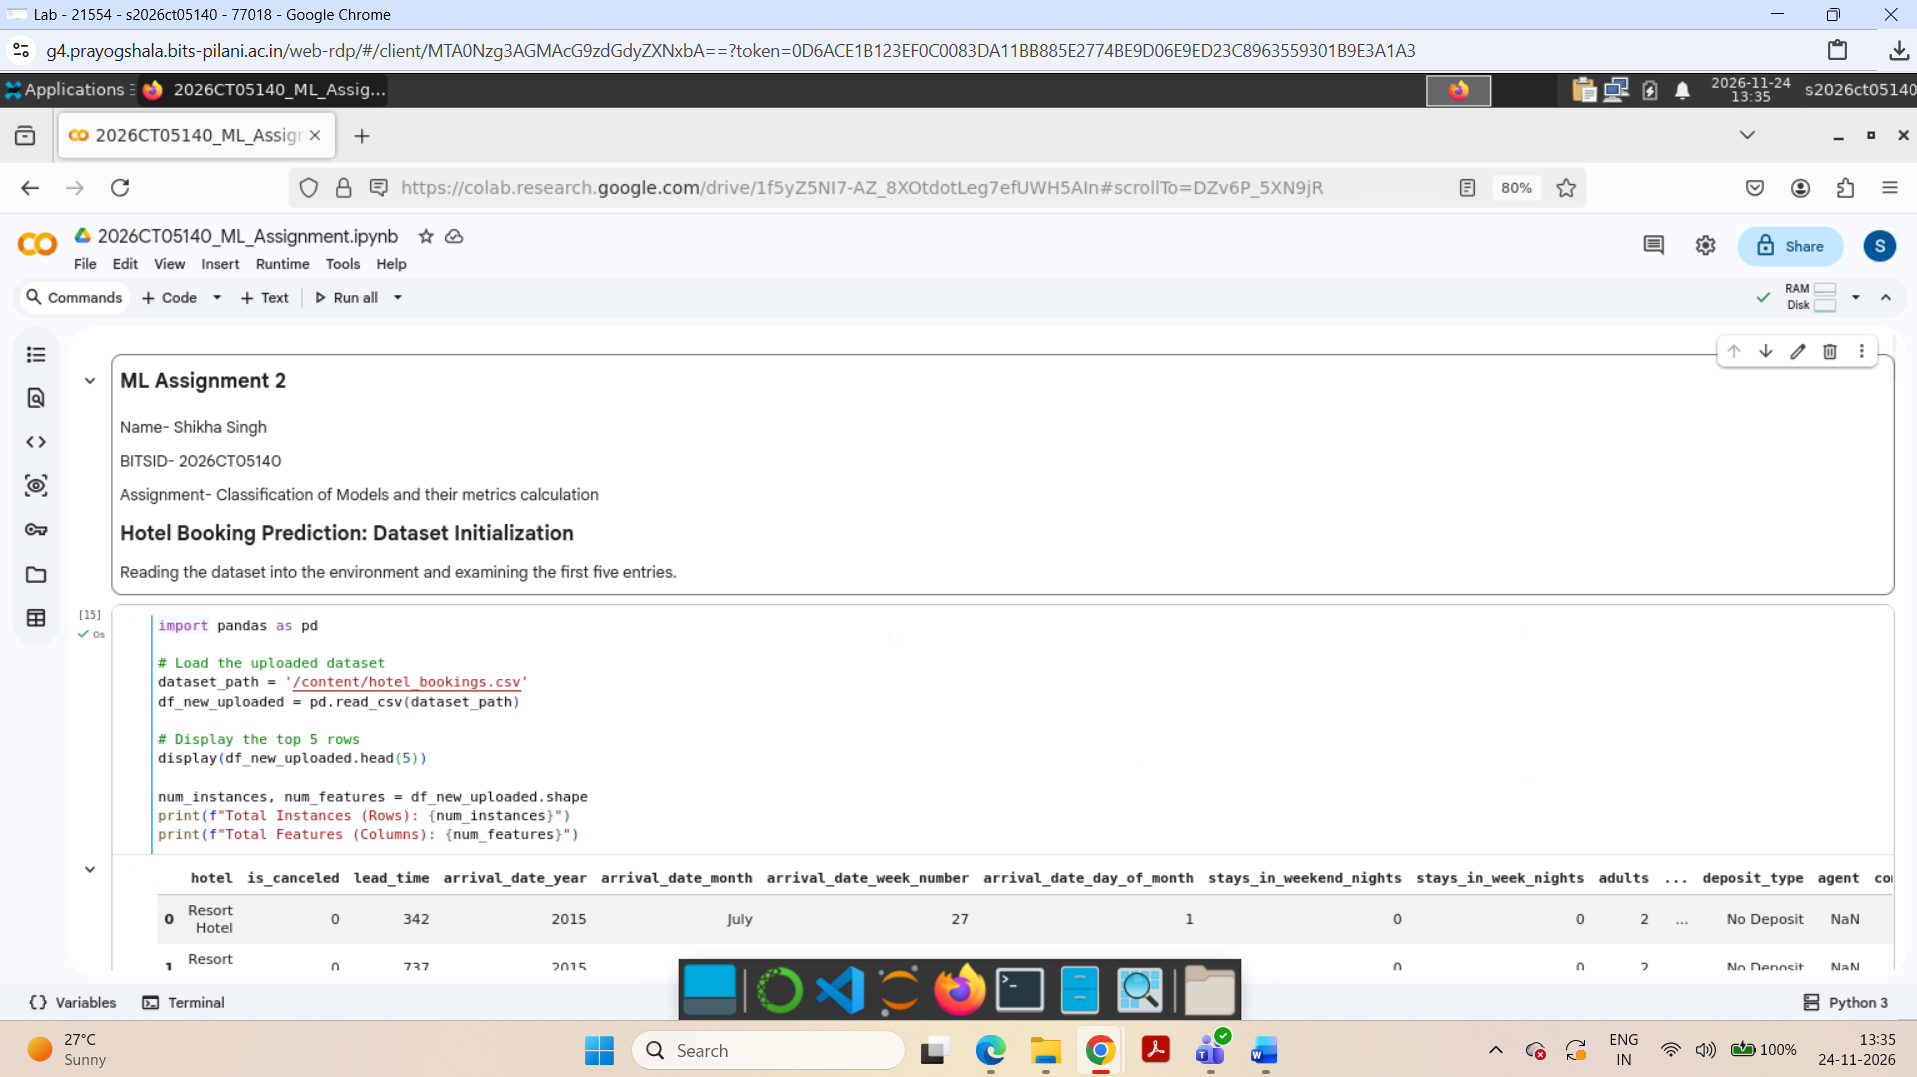 Lab - 21554 - s2026ct05140 - 77018 - Google Chrome
g4.prayogshala.bits-pilani.ac.in/web-rdp/#/client/MTA0Nzg3AGMAcG9zdGdyZXNxbA==?token=0D6ACE1B123EF0C0083DA11BB885E2774BE9D06E9ED23C8963559301B9E3A1A3
Applications 2026CT05140_ML_Assig... 2026-11-24 13:35 s2026ct05140
2026CT05140_ML_Assign
https://colab.research.google.com/drive/1f5yZ5NI7-AZ_8XOtdotLeg7efUWH5AIn#scrollTo=DZv6P_5XN9jR 80%
2026CT05140_ML_Assignment.ipynb
Share S
File Edit View Insert Runtime Tools Help
Commands + Code + Text Run all RAM Disk
ML Assignment 2
Name- Shikha Singh
BITSID- 2026CT05140
Assignment- Classification of Models and their metrics calculation
Hotel Booking Prediction: Dataset Initialization
Reading the dataset into the environment and examining the first five entries.
[15]
0s
import pandas as pd
# Load the uploaded dataset
dataset_path = '/content/hotel_bookings.csv'
df_new_uploaded = pd.read_csv(dataset_path)
# Display the top 5 rows
display(df_new_uploaded.head(5))
num_instances, num_features = df_new_uploaded.shape
print(f"Total Instances (Rows): {num_instances}")
print(f"Total Features (Columns): {num_features}")
hotel is_canceled lead_time arrival_date_year arrival_date_month arrival_date_week_number arrival_date_day_of_month stays_in_weekend_nights stays_in_week_nights adults ... deposit_type agent co
0 Resort Hotel 0 342 2015 July 27 1 0 0 2 ... No Deposit NaN
1 Resort 0 737 2015 0 0 2 No Deposit NaN
Variables Terminal Python 3
27°C
Sunny
Search
ENG
IN
100%
13:35
24-11-2026